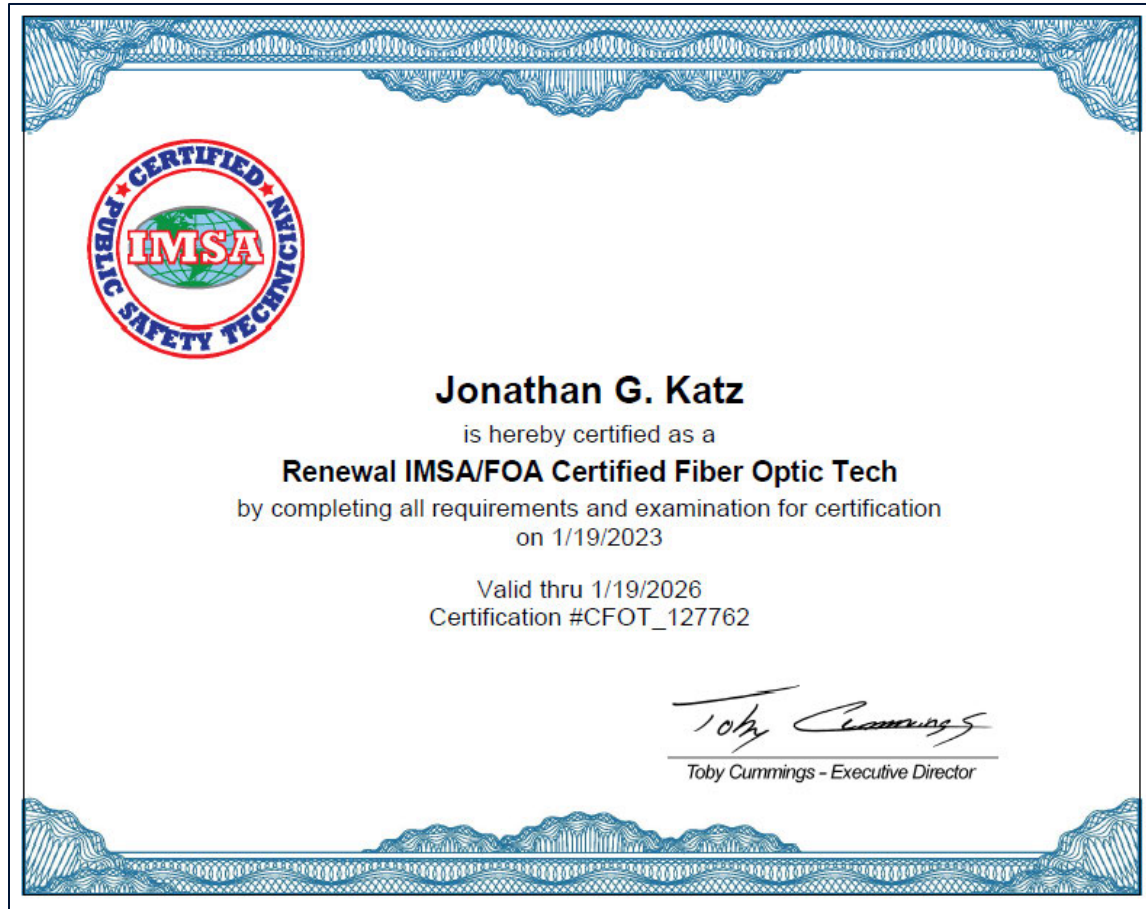 CERTIFIED
PUBLIC SAFETY TECHNICIAN
IMSA
Jonathan G. Katz
is hereby certified as a
Renewal IMSA/FOA Certified Fiber Optic Tech
by completing all requirements and examination for certification
on 1/19/2023
Valid thru 1/19/2026
Certification #CFOT_127762
Toby Cummings
Toby Cummings - Executive Director